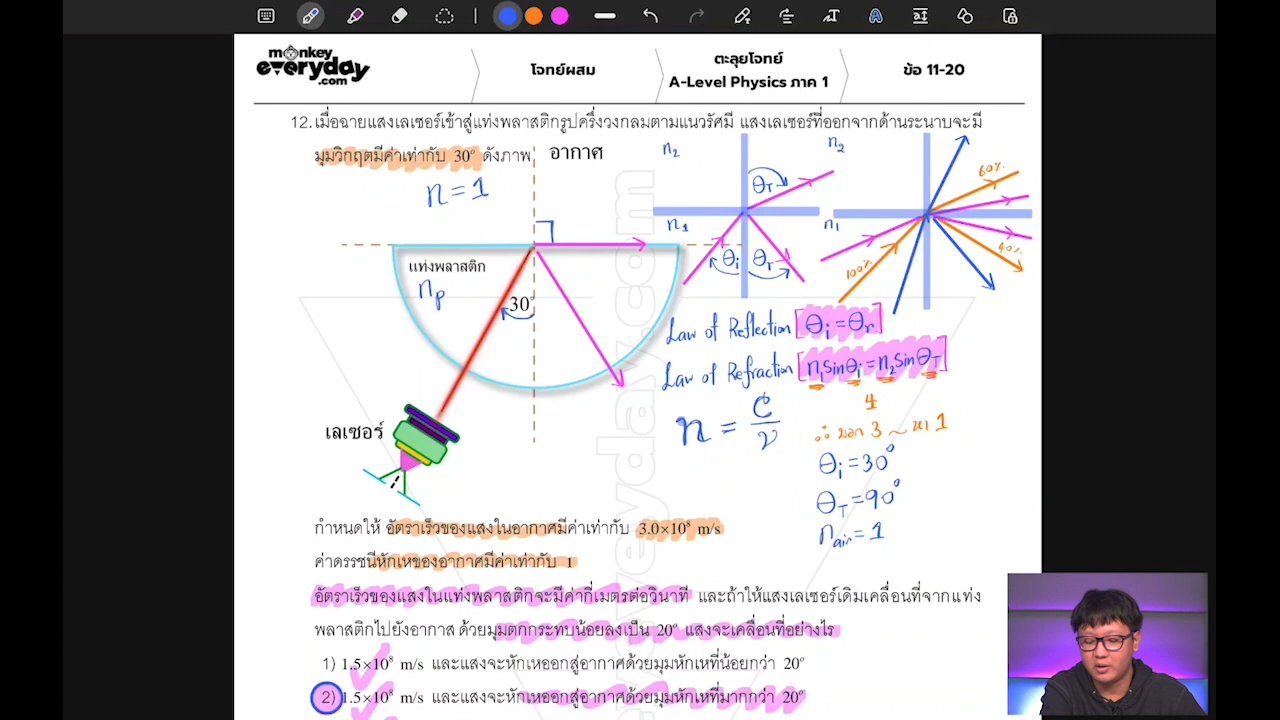 monkey
everyday
.com
โจทย์ผสม
ตะลุยโจทย์
A-Level Physics ภาค 1
ข้อ 11-20
12. เมื่อฉายแสงเลเซอร์เข้าสู่แท่งพลาสติกรูปครึ่งวงกลมตามแนวรัศมี แสงเลเซอร์ที่ออกจากด้านระนาบจะมี
มุมวิกฤตมีค่าเท่ากับ 30° ดังภาพ
อากาศ
n = 1
แท่งพลาสติก
np
30°
เลเซอร์
n2
θT
n1
θi
θr
n2
60%
n1
40%
100%
Law of Reflection [θi = θr]
Law of Refraction [n1sinθi = n2sinθT]
n = c/v
4
∴ บอก 3 ~ หา 1
θi = 30°
θT = 90°
nair = 1
กำหนดให้ อัตราเร็วของแสงในอากาศมีค่าเท่ากับ 3.0×10⁸ m/s
ค่าดรรชนีหักเหของอากาศมีค่าเท่ากับ 1
อัตราเร็วของแสงในแท่งพลาสติกจะมีค่ากี่เมตรต่อวินาที และถ้าให้แสงเลเซอร์เดิมเคลื่อนที่จากแท่ง
พลาสติกไปยังอากาส ด้วยมุมตกกระทบน้อยลงเป็น 20° แสงจะเคลื่อนที่อย่างไร
1) 1.5×10⁸ m/s และแสงจะหักเหออกสู่อากาศด้วยมุมหักเหที่น้อยกว่า 20°
2) 1.5×10⁸ m/s และแสงจะหักเหออกสู่อากาศด้วยมุมหักเหที่มากกว่า 20°